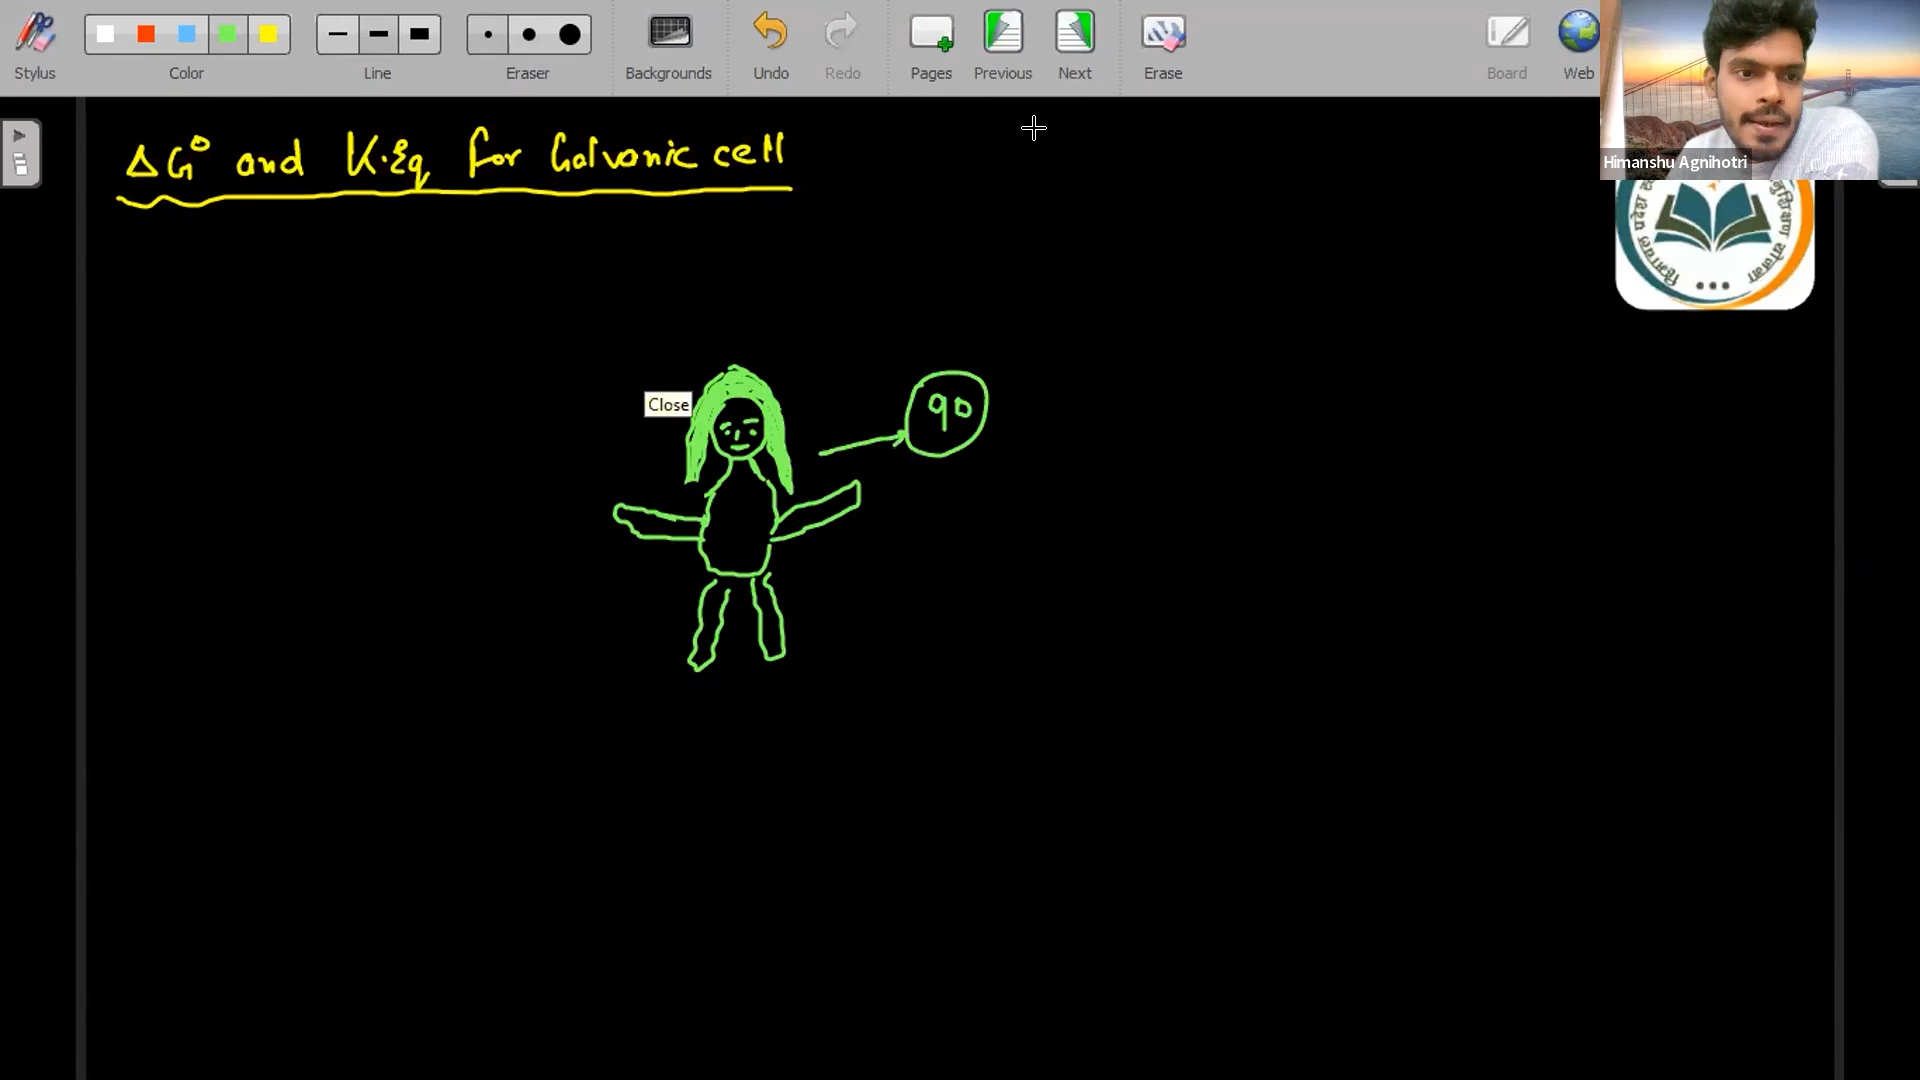 Stylus
Color
Line
Eraser
Backgrounds
Undo
Redo
Pages
Previous
Next
Erase
Board
Web
Himanshu Agnihotri
ΔG° and K.Eq for Galvanic cell
Close
90